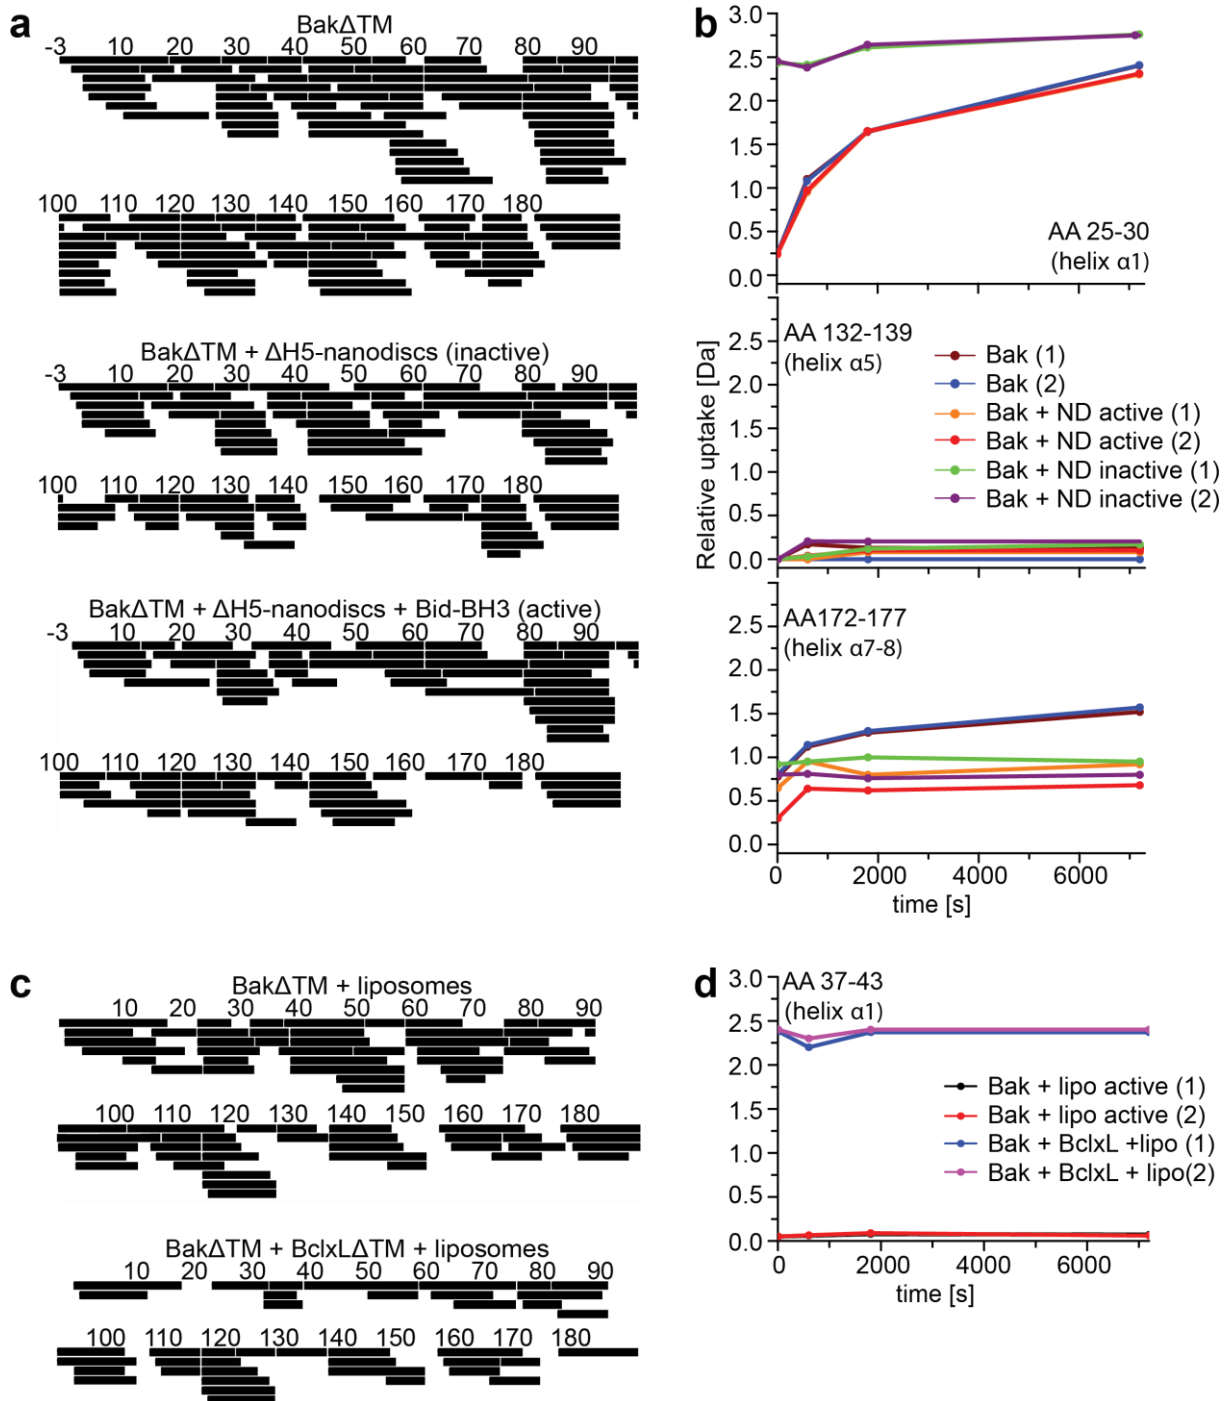 a
BakΔTM
-3 10 20 30 40 50 60 70 80 90
100 110 120 130 140 150 160 170 180
BakΔTM + ΔH5-nanodiscs (inactive)
-3 10 20 30 40 50 60 70 80 90
100 110 120 130 140 150 160 170 180
BakΔTM + ΔH5-nanodiscs + Bid-BH3 (active)
-3 10 20 30 40 50 60 70 80 90
100 110 120 130 140 150 160 170 180
b
3.0
2.5
2.0
1.5
1.0
0.5
0.0
AA 25-30
(helix α1)
Relative uptake [Da]
2.5
2.0
1.5
1.0
0.5
0.0
AA 132-139
(helix α5)
Bak (1)
Bak (2)
Bak + ND active (1)
Bak + ND active (2)
Bak + ND inactive (1)
Bak + ND inactive (2)
2.5
2.0
1.5
1.0
0.5
0.0
AA172-177
(helix α7-8)
0 2000 4000 6000
time [s]
c
BakΔTM + liposomes
10 20 30 40 50 60 70 80 90
100 110 120 130 140 150 160 170 180
BakΔTM + BclxLΔTM + liposomes
10 20 30 40 50 60 70 80 90
100 110 120 130 140 150 160 170 180
d
3.0
2.5
2.0
1.5
1.0
0.5
0.0
AA 37-43
(helix α1)
Bak + lipo active (1)
Bak + lipo active (2)
Bak + BclxL +lipo (1)
Bak + BclxL + lipo(2)
0 2000 4000 6000
time [s]